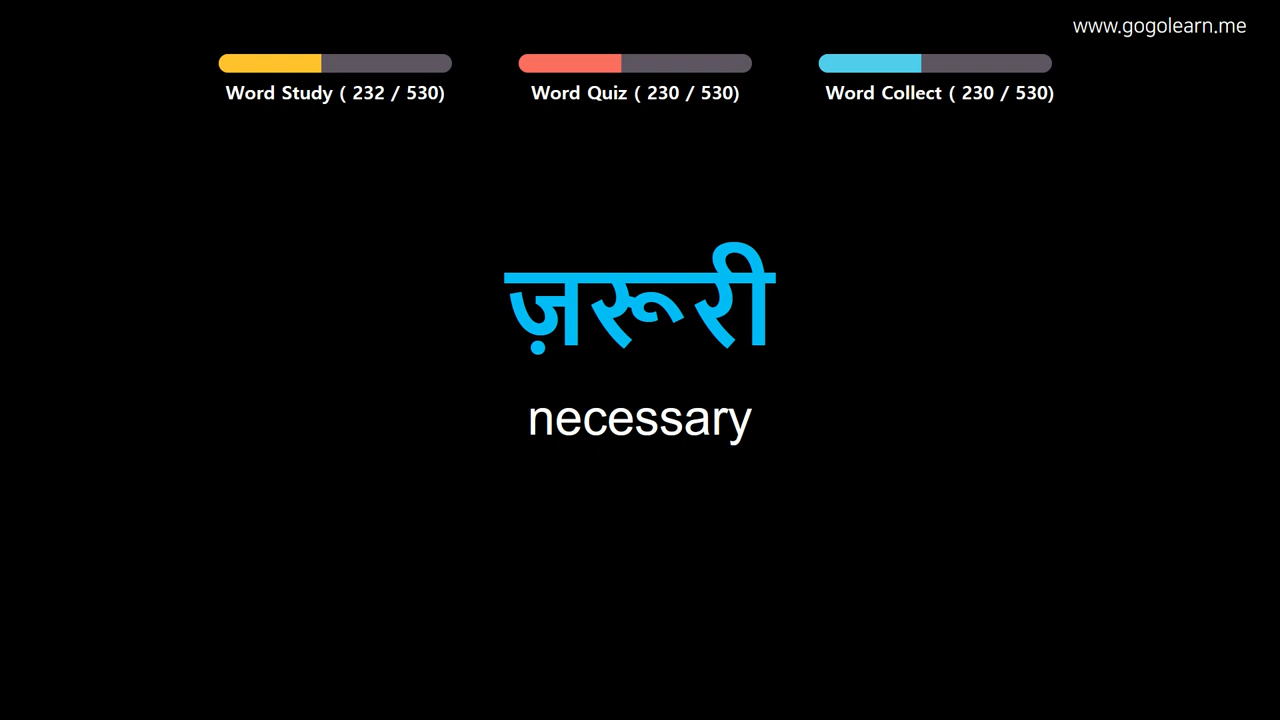 www.gogolearn.me
Word Study ( 232 / 530)
Word Quiz ( 230 / 530)
Word Collect ( 230 / 530)
ज़रूरी
necessary